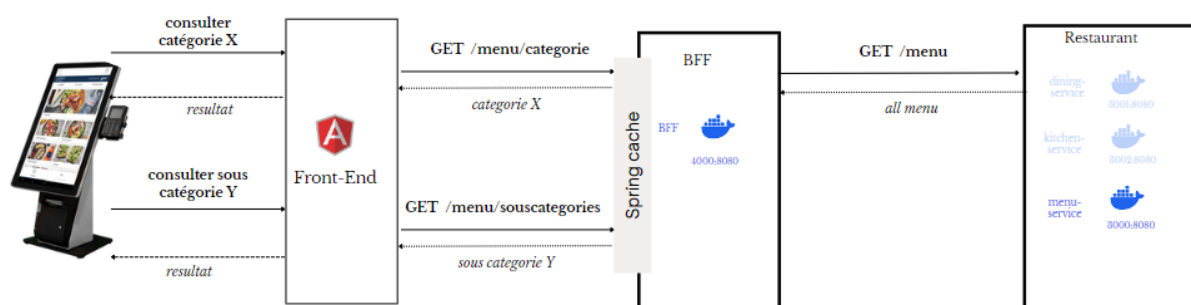 consulter
catégorie X
resultat
consulter sous
catégorie Y
resultat
Front-End
GET /menu/categorie
categorie X
GET /menu/souscategories
sous categorie Y
Spring cache
BFF
BFF
4000:8080
GET /menu
all menu
Restaurant
dining-
service
3001:8080
kitchen-
service
3002:8080
menu-
service
3000:8080